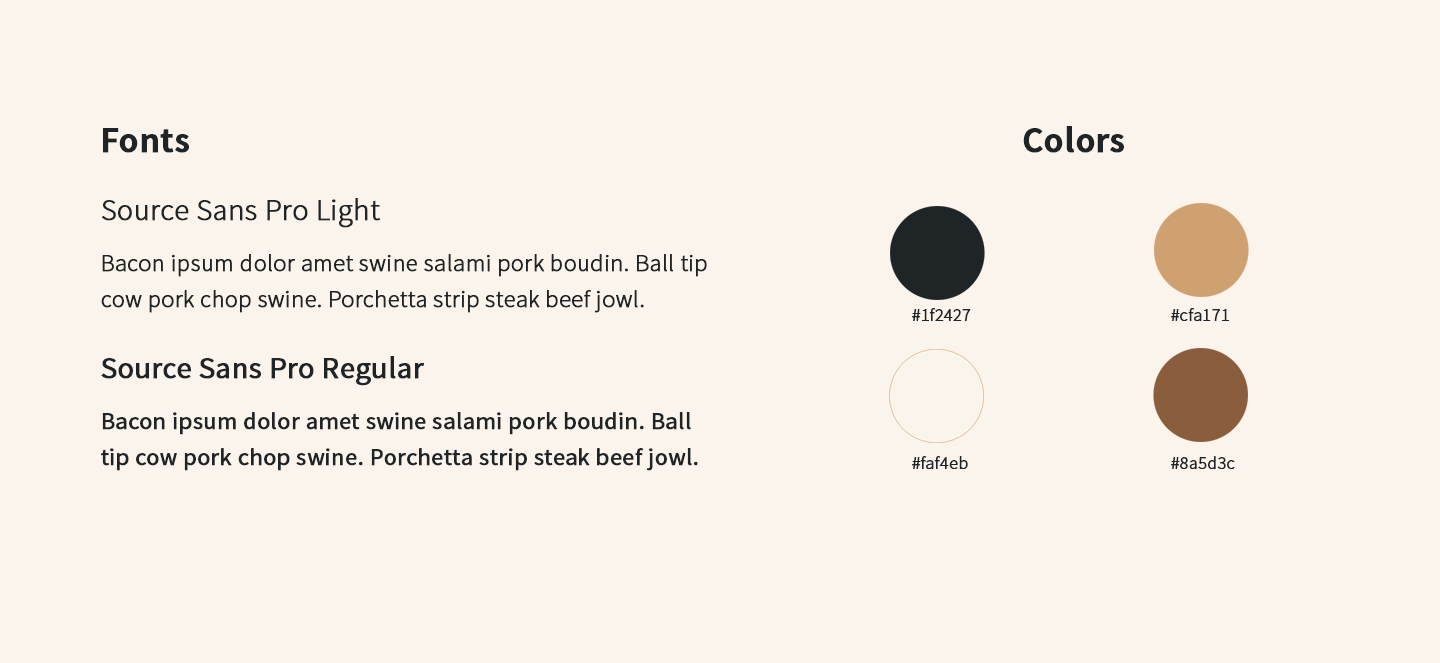 Fonts
Source Sans Pro Light
Bacon ipsum dolor amet swine salami pork boudin. Ball tip
cow pork chop swine. Porchetta strip steak beef jowl.
Source Sans Pro Regular
Bacon ipsum dolor amet swine salami pork boudin. Ball
tip cow pork chop swine. Porchetta strip steak beef jowl.
Colors
#1f2427
#cfa171
#faf4eb
#8a5d3c